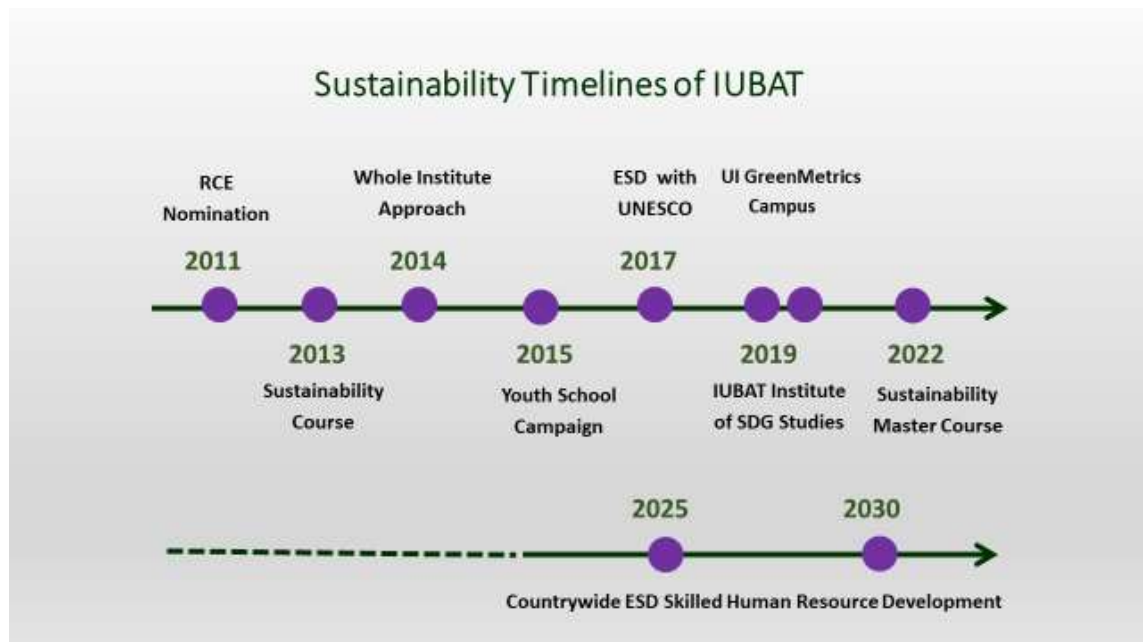 Sustainability Timelines of IUBAT
RCE
Nomination
2011
2013
Sustainability
Course
Whole Institute
Approach
2014
2015
Youth School
Campaign
ESD with
UNESCO
2017
UI GreenMetrics
Campus
2019
IUBAT Institute
of SDG Studies
2022
Sustainability
Master Course
2025
2030
Countrywide ESD Skilled Human Resource Development